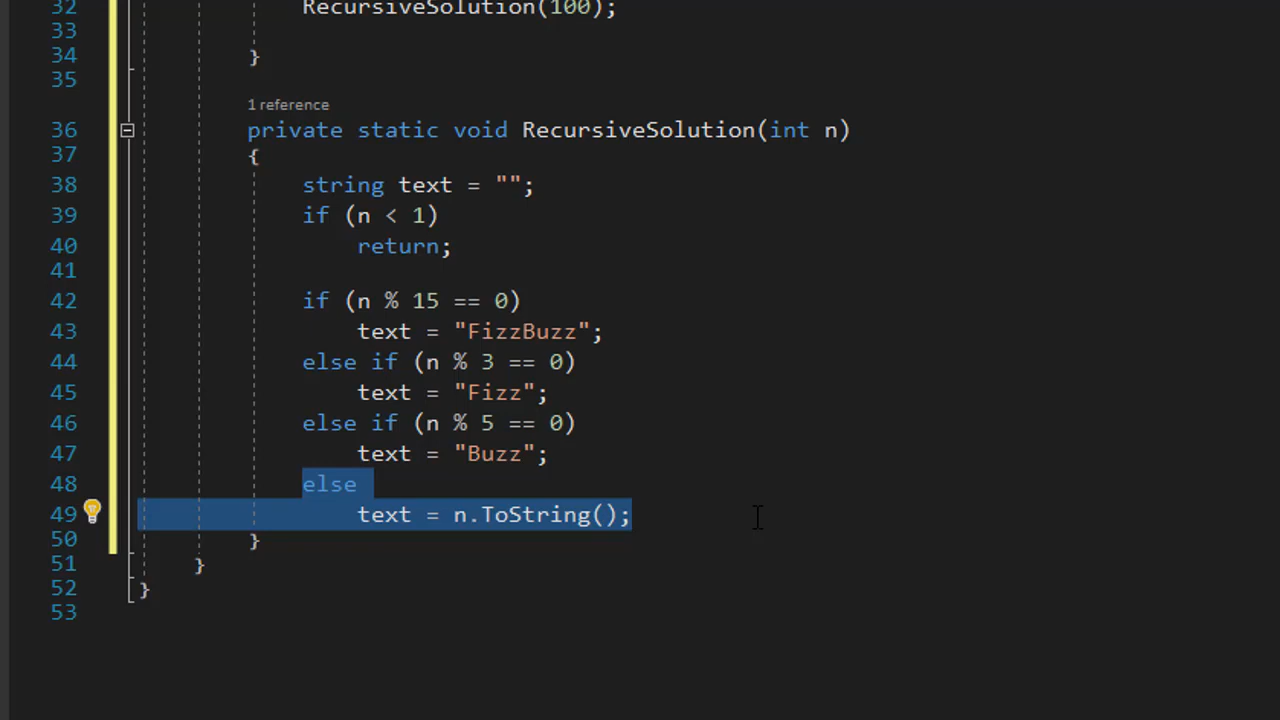 32 RecursiveSolution(100);
33
34 }
35
1 reference
36 private static void RecursiveSolution(int n)
37 {
38 string text = "";
39 if (n < 1)
40 return;
41
42 if (n % 15 == 0)
43 text = "FizzBuzz";
44 else if (n % 3 == 0)
45 text = "Fizz";
46 else if (n % 5 == 0)
47 text = "Buzz";
48 else
49 text = n.ToString();
50 }
51 }
52 }
53